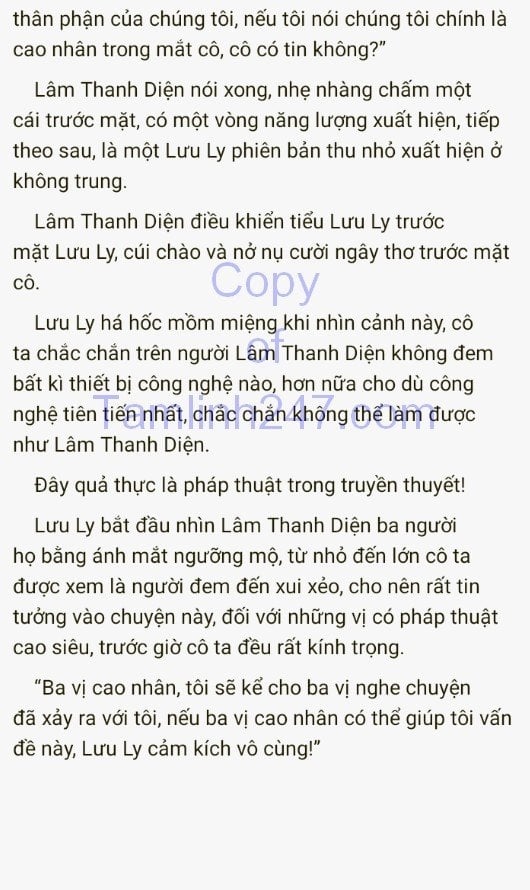 thân phận của chúng tôi, nếu tôi nói chúng tôi chính là
cao nhân trong mắt cô, cô có tin không?”
Lâm Thanh Diện nói xong, nhẹ nhàng chấm một
cái trước mặt, có một vòng năng lượng xuất hiện, tiếp
theo sau, là một Lưu Ly phiên bản thu nhỏ xuất hiện ở
không trung.
Lâm Thanh Diện điều khiển tiểu Lưu Ly trước
mặt Lưu Ly, cúi chào và nở nụ cười ngây thơ trước mặt
cô.
Copy
Lưu Ly há hốc mồm miệng khi nhìn cảnh này, cô
of
ta chắc chắn trên người Lâm Thanh Diện không đem
bất kì thiết bị công nghệ nào, hơn nữa cho dù công
nghệ tiên tiến nhất, chắc chắn không thể làm được
Tamlinh247.com
như Lâm Thanh Diện.
Đây quả thực là pháp thuật trong truyền thuyết!
Lưu Ly bắt đầu nhìn Lâm Thanh Diện ba người
họ bằng ánh mắt ngưỡng mộ, từ nhỏ đến lớn cô ta
được xem là người đem đến xui xẻo, cho nên rất tin
tưởng vào chuyện này, đối với những vị có pháp thuật
cao siêu, trước giờ cô ta đều rất kính trọng.
“Ba vị cao nhân, tôi sẽ kể cho ba vị nghe chuyện
đã xảy ra với tôi, nếu ba vị cao nhân có thể giúp tôi vấn
đề này, Lưu Ly cảm kích vô cùng!”